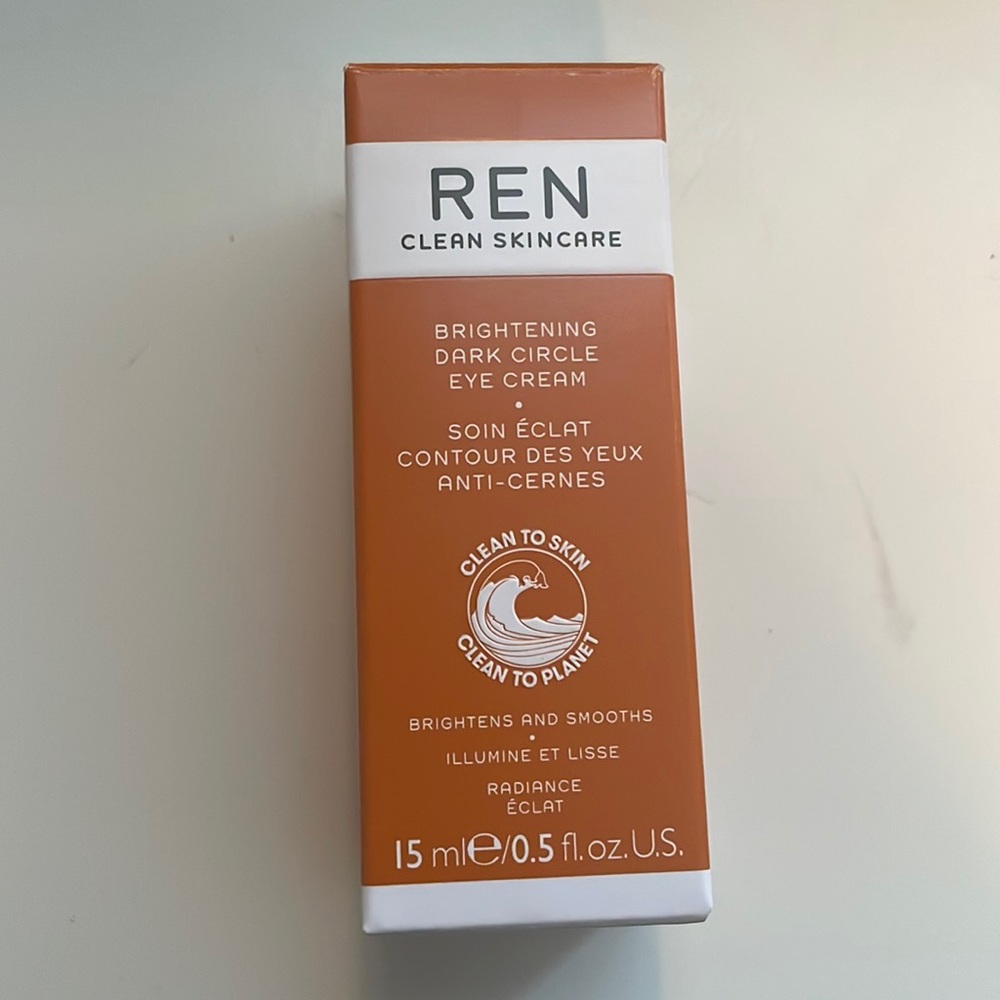 REN
CLEAN SKINCARE
BRIGHTENING
DARK CIRCLE
EYE CREAM
•
SOIN ÉCLAT
CONTOUR DES YEUX
ANTI-CERNES
CLEAN TO SKIN
CLEAN TO PLANET
BRIGHTENS AND SMOOTHS
•
ILLUMINE ET LISSE
RADIANCE
ÉCLAT
15 ml℮/0.5 fl.oz.U.S.